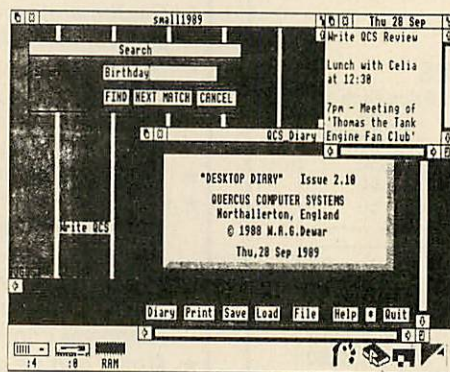 small1989
Search
Birthday
FIND NEXT MATCH CANCEL
Thu 28 Sep
Write QCS Review
Lunch with Celia
at 12:30
7pm - Meeting of
'Thomas the Tank
Engine Fan Club'
QCS_Diary
"DESKTOP DIARY" Issue 2.10
QUERCUS COMPUTER SYSTEMS
Northallerton, England
© 1988 M.A.G.Dewar
Thu,28 Sep 1989
Write QCS
Diary Print Save Load File Help * Quit
:4 :0 RAM